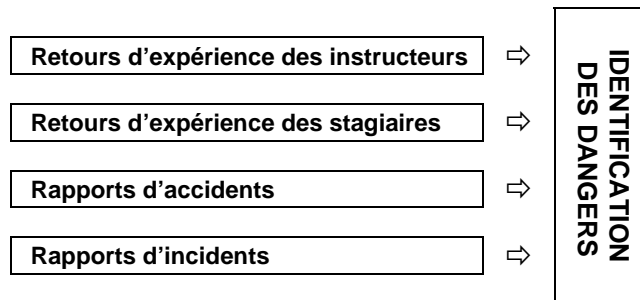 Retours d’expérience des instructeurs
Retours d’expérience des stagiaires
Rapports d’accidents
Rapports d’incidents
IDENTIFICATION
DES DANGERS